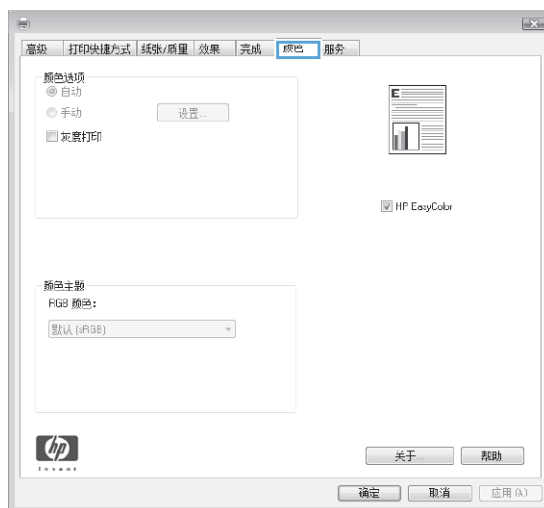 高级 打印快捷方式 纸张/质量 效果 完成 颜色 服务
颜色选项
自动
手动 设置...
灰度打印
E
HP EasyColor
颜色主题
RGB 颜色:
默认 (sRGB)
hp
invent
关于... 帮助
确定 取消 应用(A)